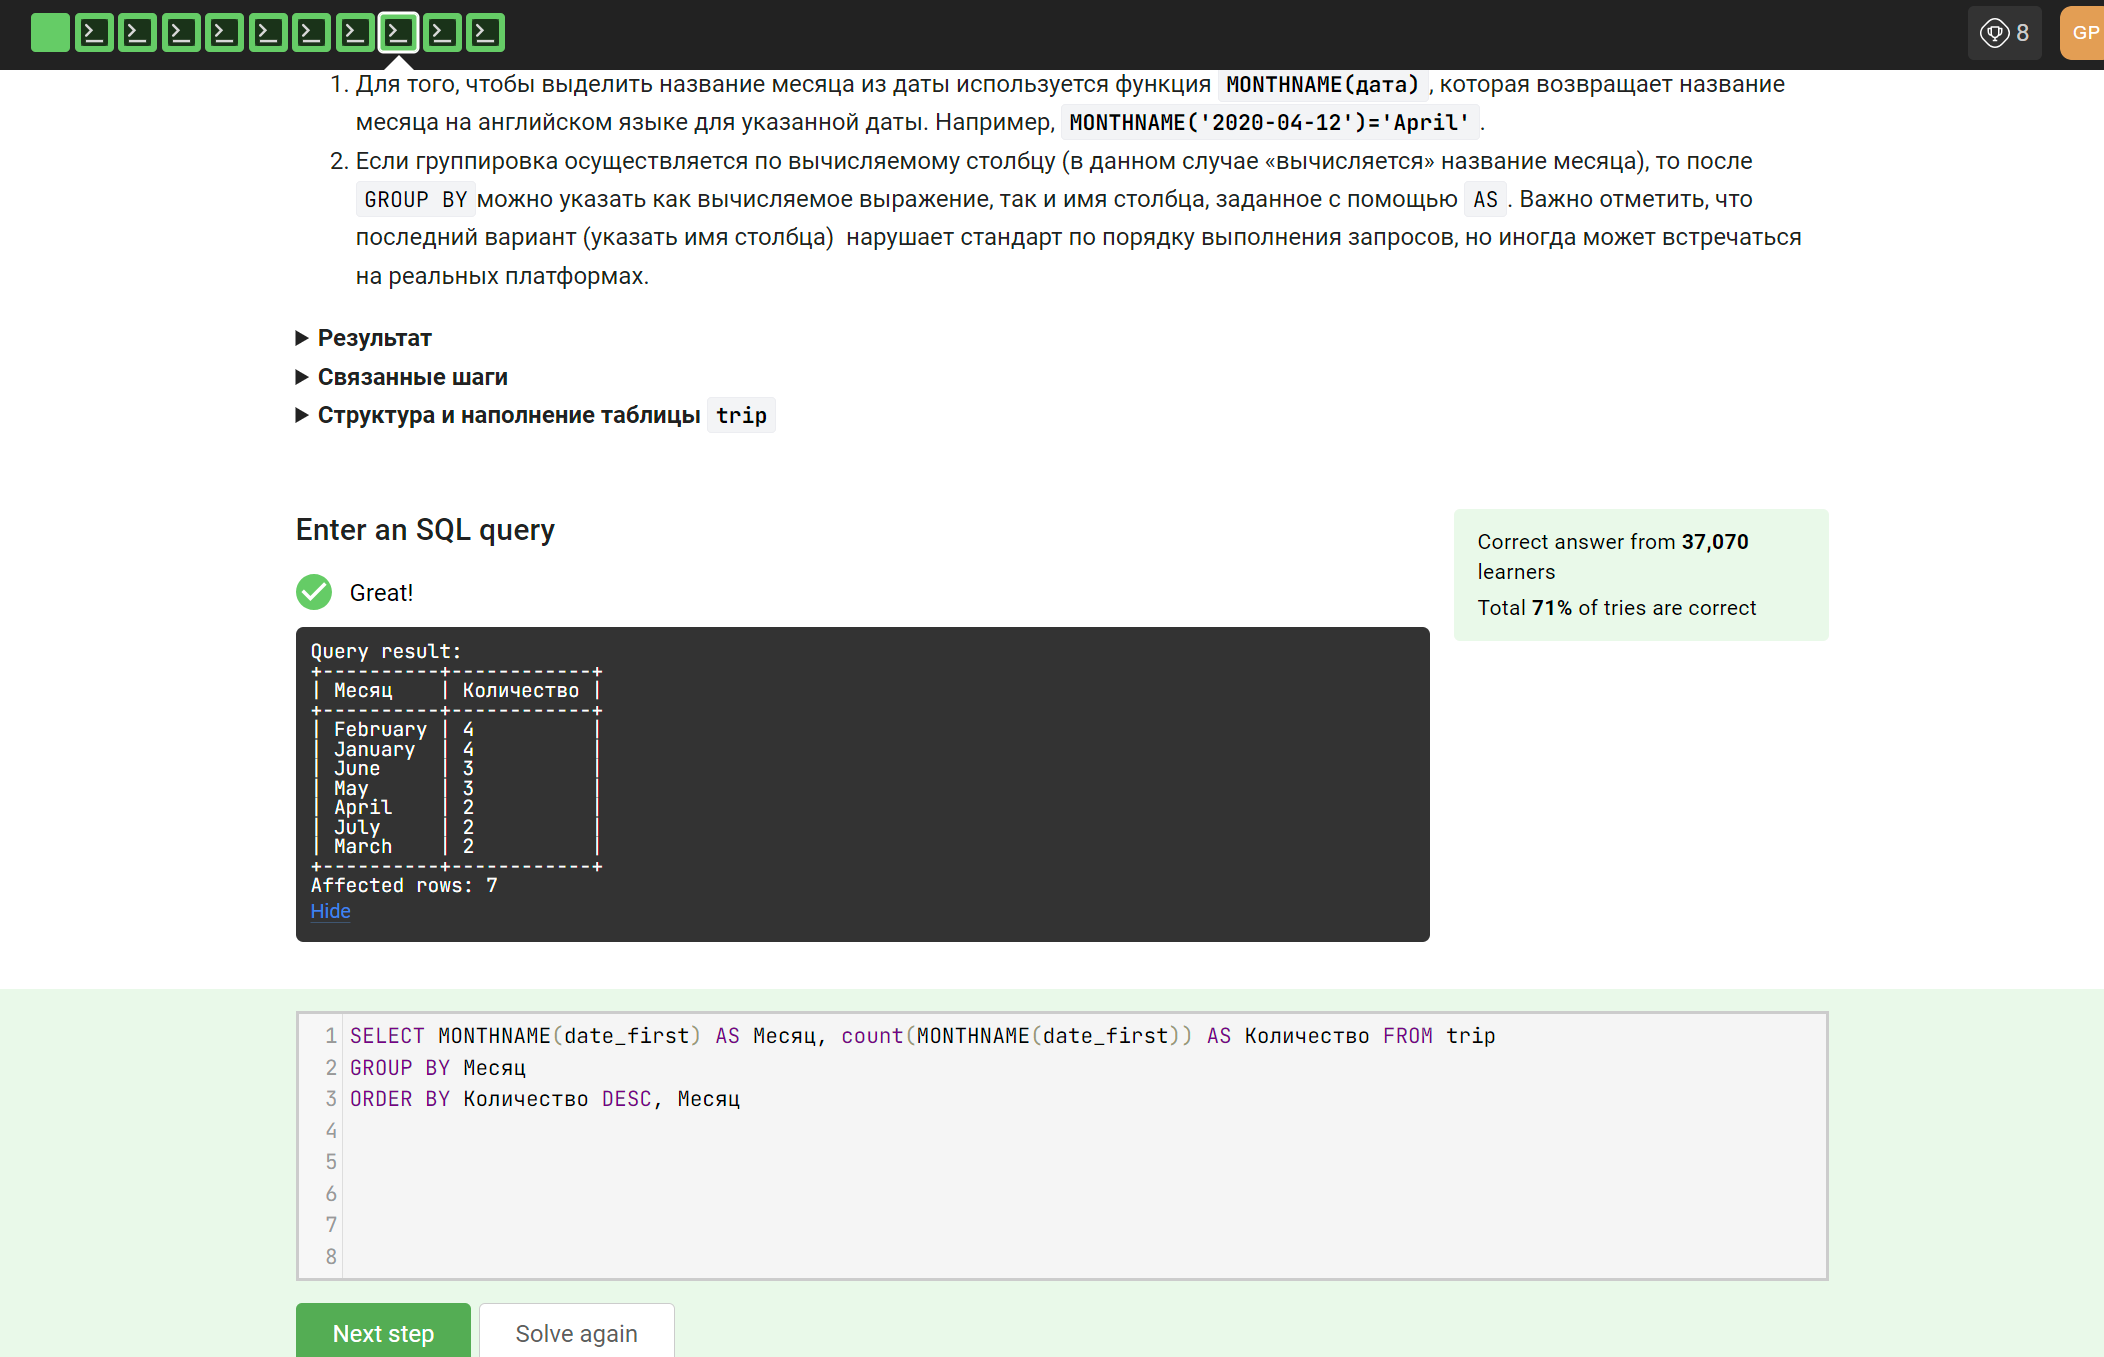 8
GP
1. Для того, чтобы выделить название месяца из даты используется функция MONTHNAME(дата), которая возвращает название
месяца на английском языке для указанной даты. Например, MONTHNAME('2020-04-12')='April'.
2. Если группировка осуществляется по вычисляемому столбцу (в данном случае «вычисляется» название месяца), то после
GROUP BY можно указать как вычисляемое выражение, так и имя столбца, заданное с помощью AS. Важно отметить, что
последний вариант (указать имя столбца)  нарушает стандарт по порядку выполнения запросов, но иногда может встречаться
на реальных платформах.
Результат
Связанные шаги
Структура и наполнение таблицы trip
Enter an SQL query
Correct answer from 37,070
learners
Total 71% of tries are correct
Great!
Query result:
+----------+------------+
| Месяц    | Количество |
+----------+------------+
| February | 4          |
| January  | 4          |
| June     | 3          |
| May      | 3          |
| April    | 2          |
| July     | 2          |
| March    | 2          |
+----------+------------+
Affected rows: 7
Hide
1 SELECT MONTHNAME(date_first) AS Месяц, count(MONTHNAME(date_first)) AS Количество FROM trip
2 GROUP BY Месяц
3 ORDER BY Количество DESC, Месяц
4
5
6
7
8
Next step
Solve again